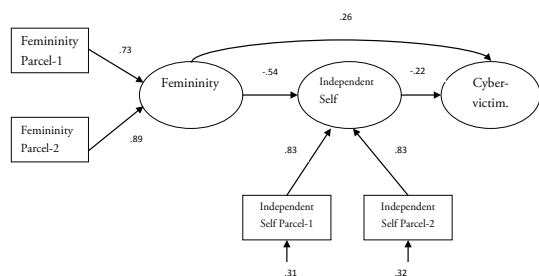 .26
Femininity
Parcel-1
.73
Femininity
-.54
Independent
Self
-.22
Cyber-
victim.
Femininity
Parcel-2
.89
.83
.83
Independent
Self Parcel-1
Independent
Self Parcel-2
.31
.32